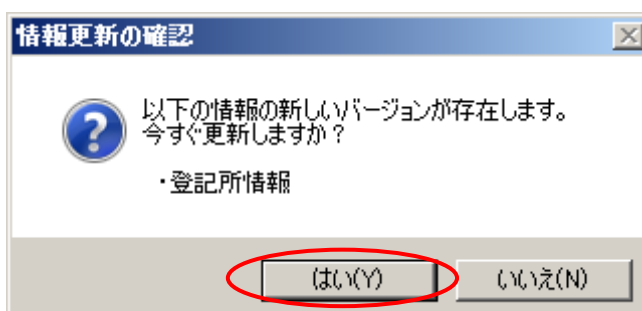 情報更新の確認
以下の情報の新しいバージョンが存在します。
今すぐ更新しますか？
・登記所情報
はい(Y)
いいえ(N)